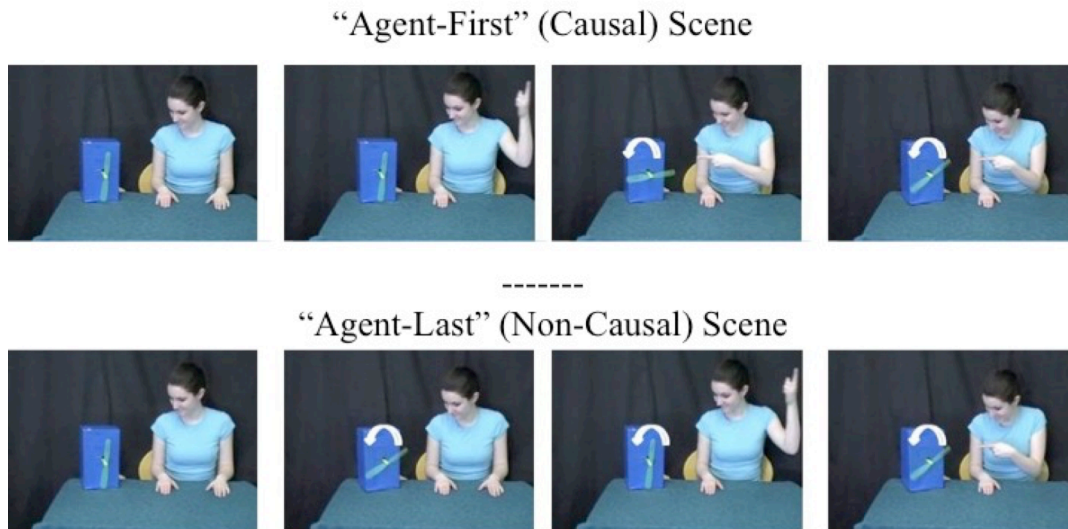 “Agent-First” (Causal) Scene
-------
“Agent-Last” (Non-Causal) Scene